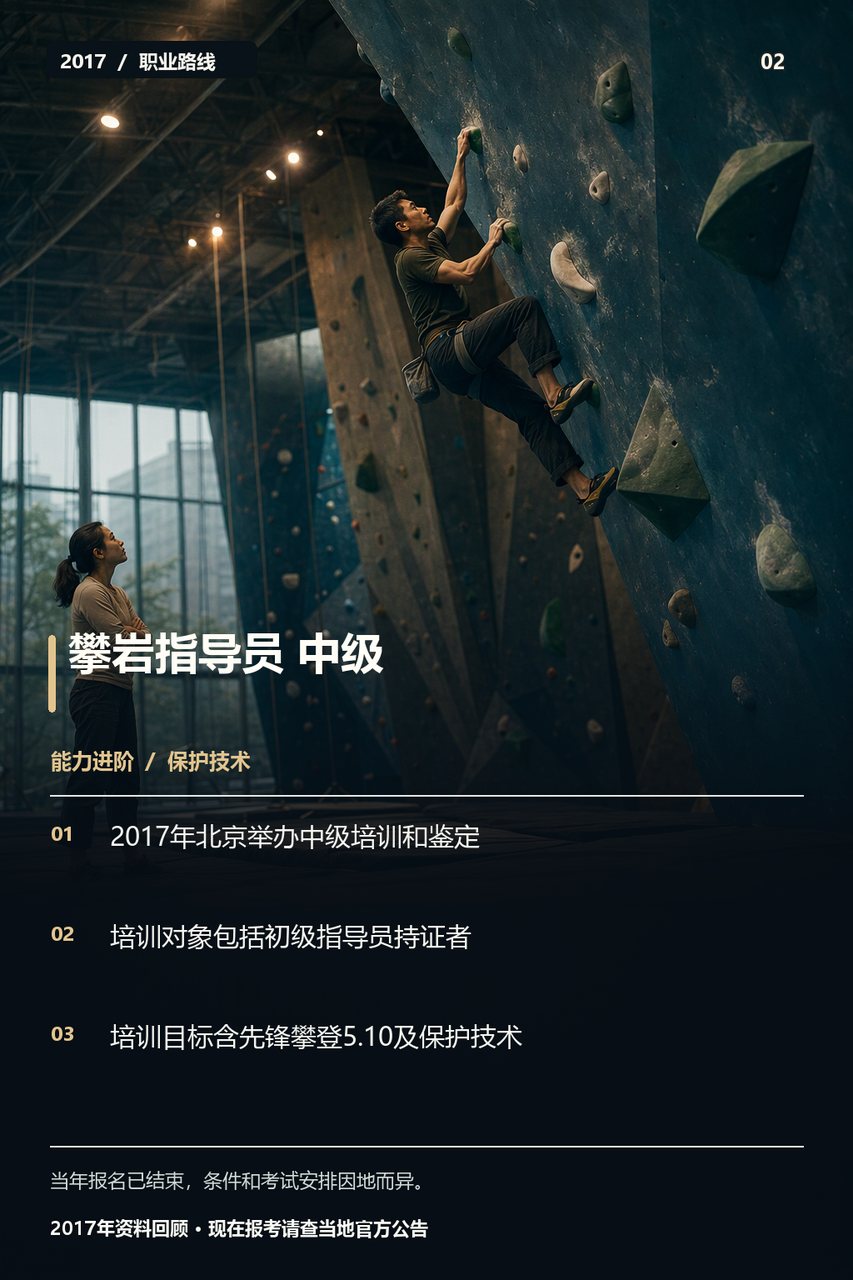 2017 / 职业路线
02
攀岩指导员 中级
能力进阶 / 保护技术
01 2017年北京举办中级培训和鉴定
02 培训对象包括初级指导员持证者
03 培训目标含先锋攀登5.10及保护技术
当年报名已结束，条件和考试安排因地而异。
2017年资料回顾·现在报考请查当地官方公告